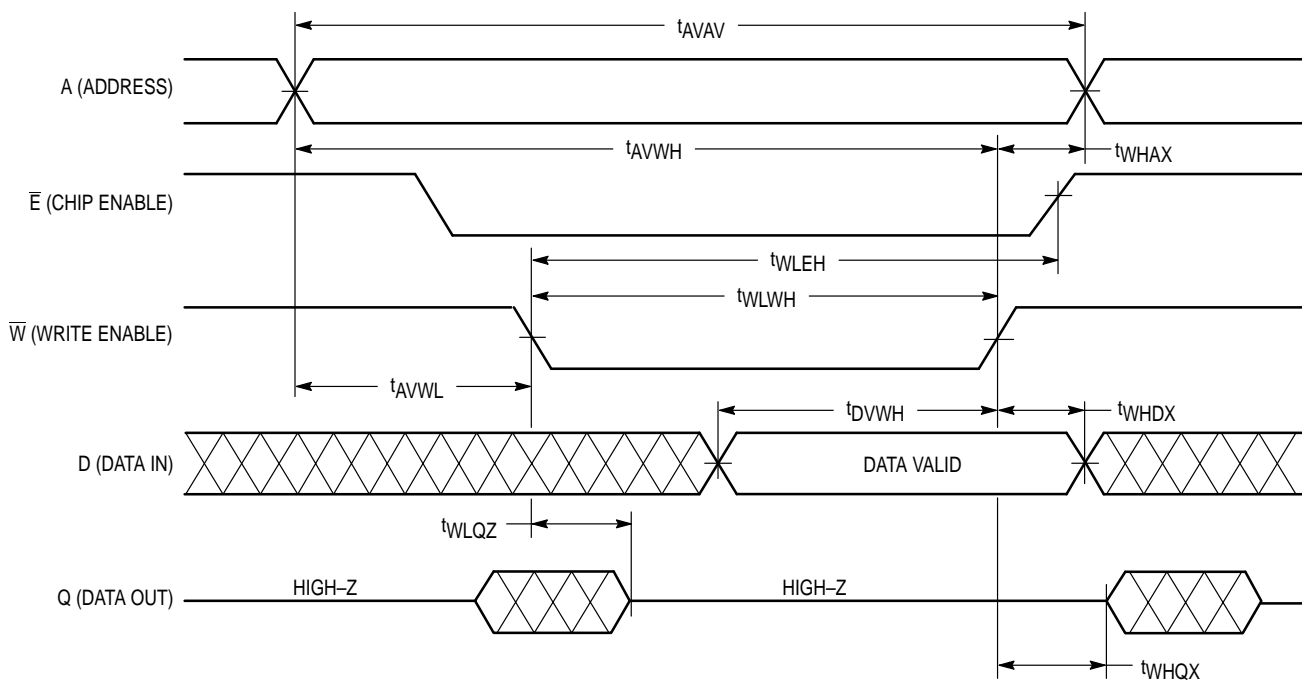 tAVAV
A (ADDRESS)
tAVWH
tWHAX
E̅ (CHIP ENABLE)
tWLEH
tWLWH
W̅ (WRITE ENABLE)
tAVWL
tDVWH
tWHDX
D (DATA IN)
DATA VALID
tWLQZ
Q (DATA OUT)
HIGH–Z
HIGH–Z
tWHQX